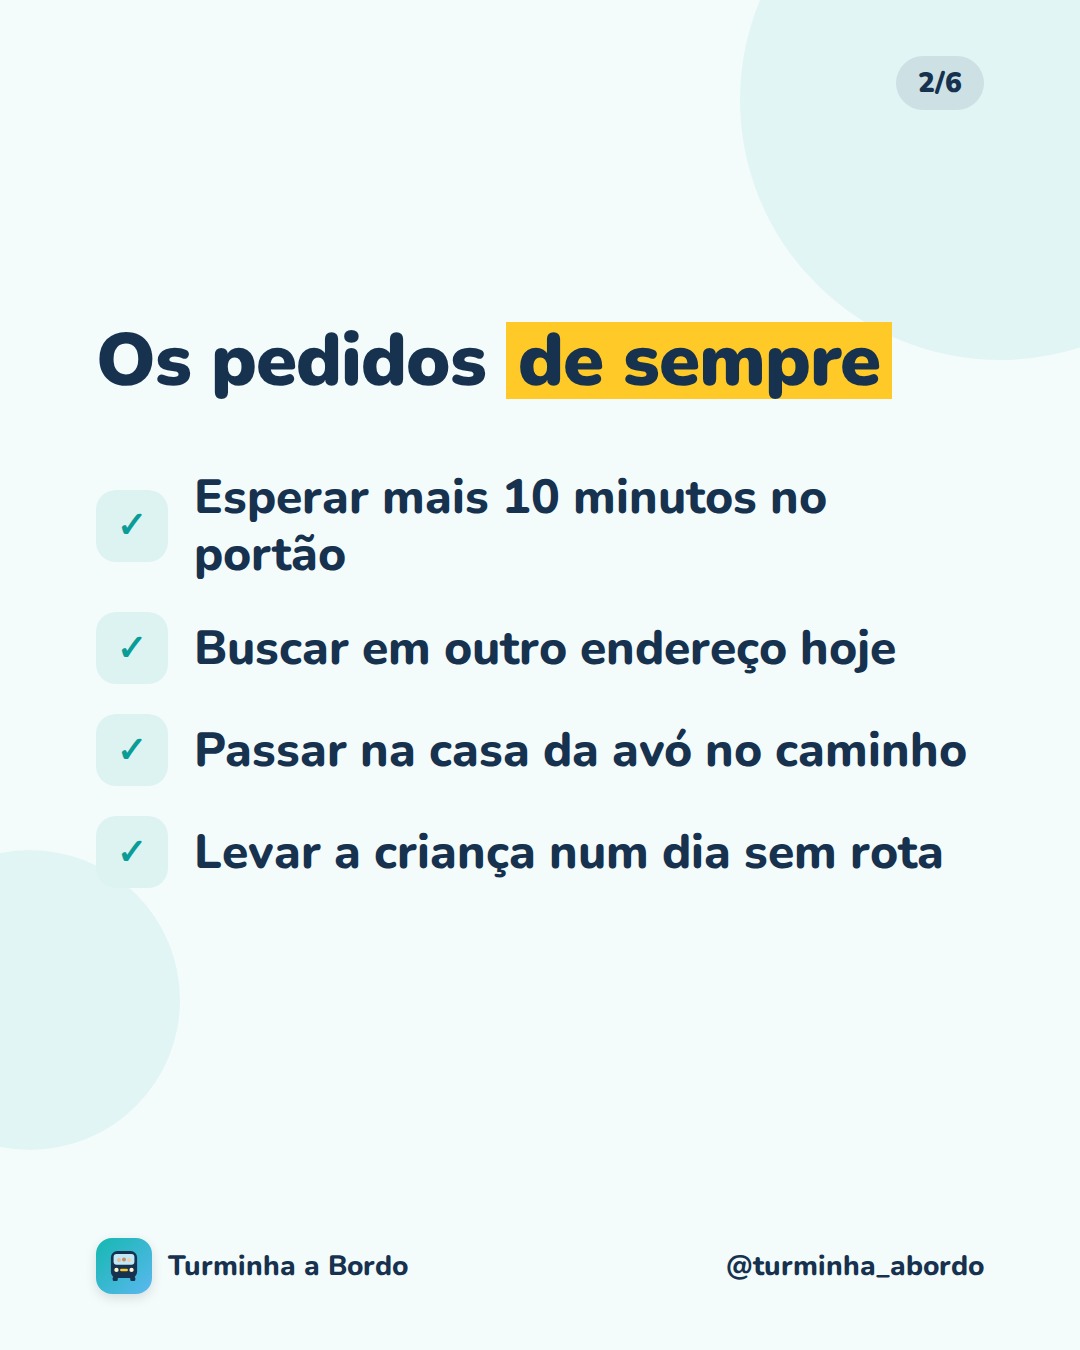 2/6
Os pedidos de sempre
✓ Esperar mais 10 minutos no
portão
✓ Buscar em outro endereço hoje
✓ Passar na casa da avó no caminho
✓ Levar a criança num dia sem rota
Turminha a Bordo
@turminha_abordo